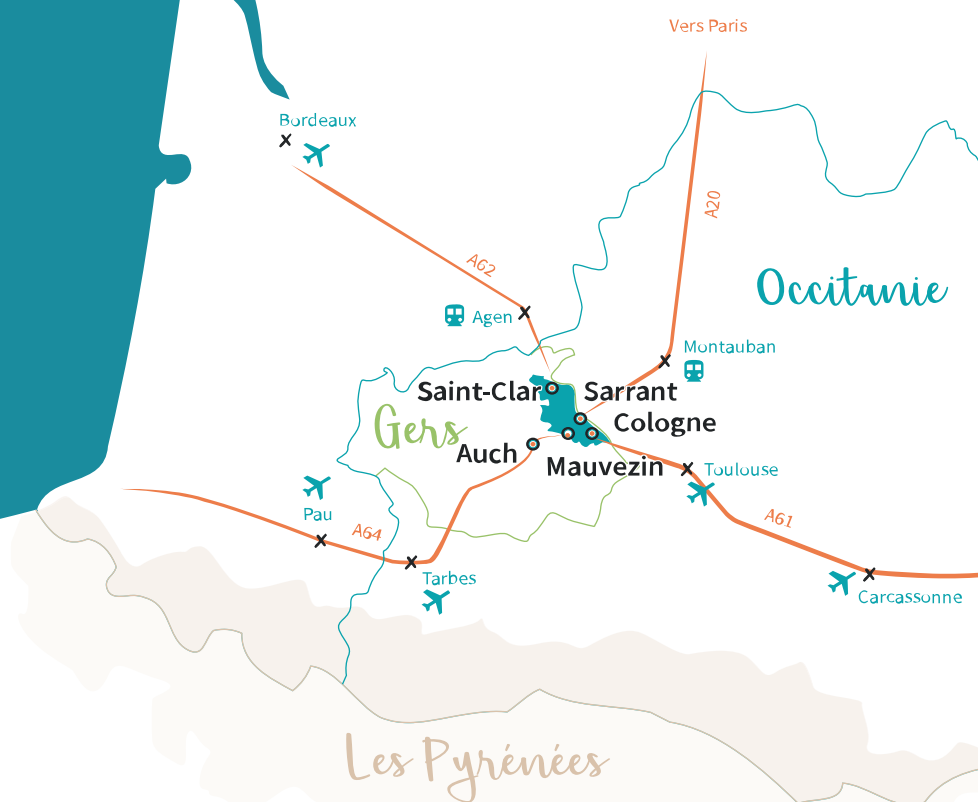 Vers Paris
Bordeaux
A20
A62
Occitanie
Agen
Montauban
Saint-Clar
Sarrant
Gers
Cologne
Auch
Mauvezin
Toulouse
Pau
A64
A61
Tarbes
Carcassonne
Les Pyrénées